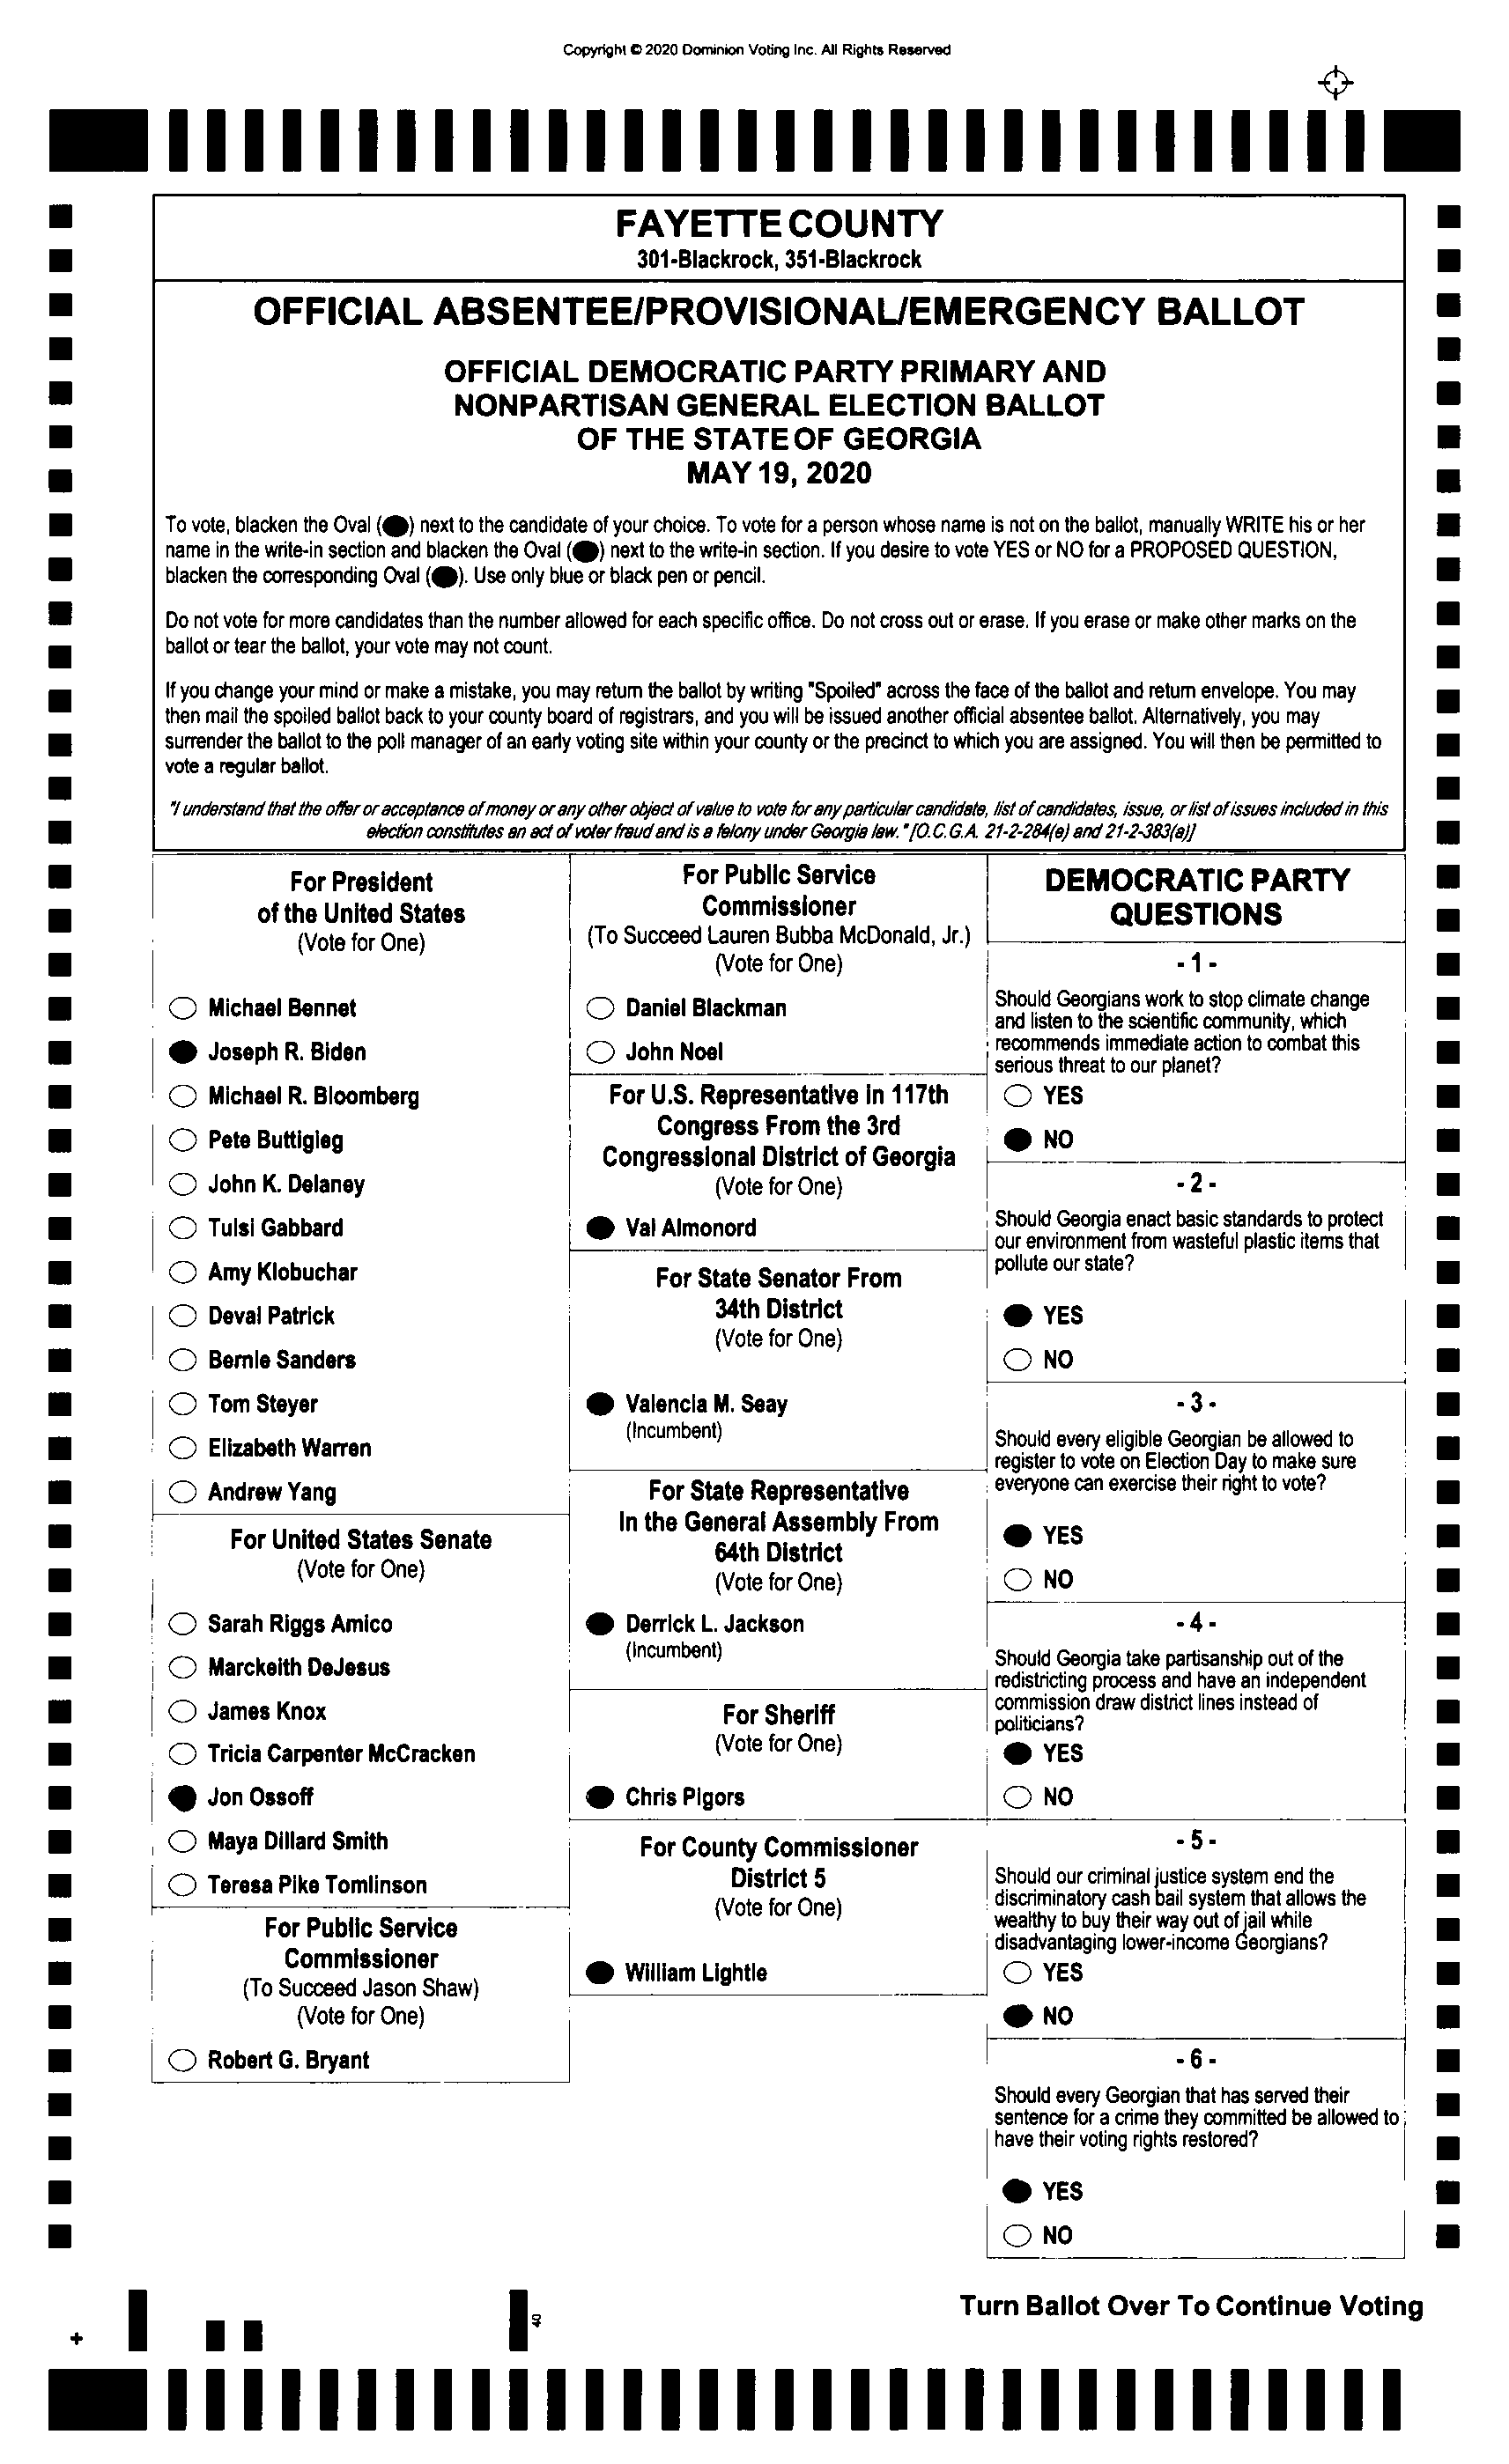 Copyright © 2020 Dominion Voting Inc. All Rights Reserved
FAYETTE COUNTY
301-Blackrock, 351-Blackrock
OFFICIAL ABSENTEE/PROVISIONAL/EMERGENCY BALLOT
OFFICIAL DEMOCRATIC PARTY PRIMARY AND
NONPARTISAN GENERAL ELECTION BALLOT
OF THE STATE OF GEORGIA
MAY 19, 2020
To vote, blacken the Oval (●) next to the candidate of your choice. To vote for a person whose name is not on the ballot, manually WRITE his or her
name in the write-in section and blacken the Oval (●) next to the write-in section. If you desire to vote YES or NO for a PROPOSED QUESTION,
blacken the corresponding Oval (●). Use only blue or black pen or pencil.
Do not vote for more candidates than the number allowed for each specific office. Do not cross out or erase. If you erase or make other marks on the
ballot or tear the ballot, your vote may not count.
If you change your mind or make a mistake, you may return the ballot by writing "Spoiled" across the face of the ballot and return envelope. You may
then mail the spoiled ballot back to your county board of registrars, and you will be issued another official absentee ballot. Alternatively, you may
surrender the ballot to the poll manager of an early voting site within your county or the precinct to which you are assigned. You will then be permitted to
vote a regular ballot.
"I understand that the offer or acceptance of money or any other object of value to vote for any particular candidate, list of candidates, issue, or list of issues included in this
election constitutes an act of voter fraud and is a felony under Georgia law." [O.C.G.A. 21-2-284(e) and 21-2-383(a)]
For President
of the United States
(Vote for One)
Michael Bennet
Joseph R. Biden
Michael R. Bloomberg
Pete Buttigieg
John K. Delaney
Tulsi Gabbard
Amy Klobuchar
Deval Patrick
Bernie Sanders
Tom Steyer
Elizabeth Warren
Andrew Yang
For United States Senate
(Vote for One)
Sarah Riggs Amico
Marckeith DeJesus
James Knox
Tricia Carpenter McCracken
Jon Ossoff
Maya Dillard Smith
Teresa Pike Tomlinson
For Public Service
Commissioner
(To Succeed Jason Shaw)
(Vote for One)
Robert G. Bryant
For Public Service
Commissioner
(To Succeed Lauren Bubba McDonald, Jr.)
(Vote for One)
Daniel Blackman
John Noel
For U.S. Representative in 117th
Congress From the 3rd
Congressional District of Georgia
(Vote for One)
Val Almonord
For State Senator From
34th District
(Vote for One)
Valencia M. Seay
(Incumbent)
For State Representative
In the General Assembly From
64th District
(Vote for One)
Derrick L. Jackson
(Incumbent)
For Sheriff
(Vote for One)
Chris Pigors
For County Commissioner
District 5
(Vote for One)
William Lightle
DEMOCRATIC PARTY
QUESTIONS
- 1 -
Should Georgians work to stop climate change
and listen to the scientific community, which
recommends immediate action to combat this
serious threat to our planet?
YES
NO
- 2 -
Should Georgia enact basic standards to protect
our environment from wasteful plastic items that
pollute our state?
YES
NO
- 3 -
Should every eligible Georgian be allowed to
register to vote on Election Day to make sure
everyone can exercise their right to vote?
YES
NO
- 4 -
Should Georgia take partisanship out of the
redistricting process and have an independent
commission draw district lines instead of
politicians?
YES
NO
- 5 -
Should our criminal justice system end the
discriminatory cash bail system that allows the
wealthy to buy their way out of jail while
disadvantaging lower-income Georgians?
YES
NO
- 6 -
Should every Georgian that has served their
sentence for a crime they committed be allowed to
have their voting rights restored?
YES
NO
Turn Ballot Over To Continue Voting